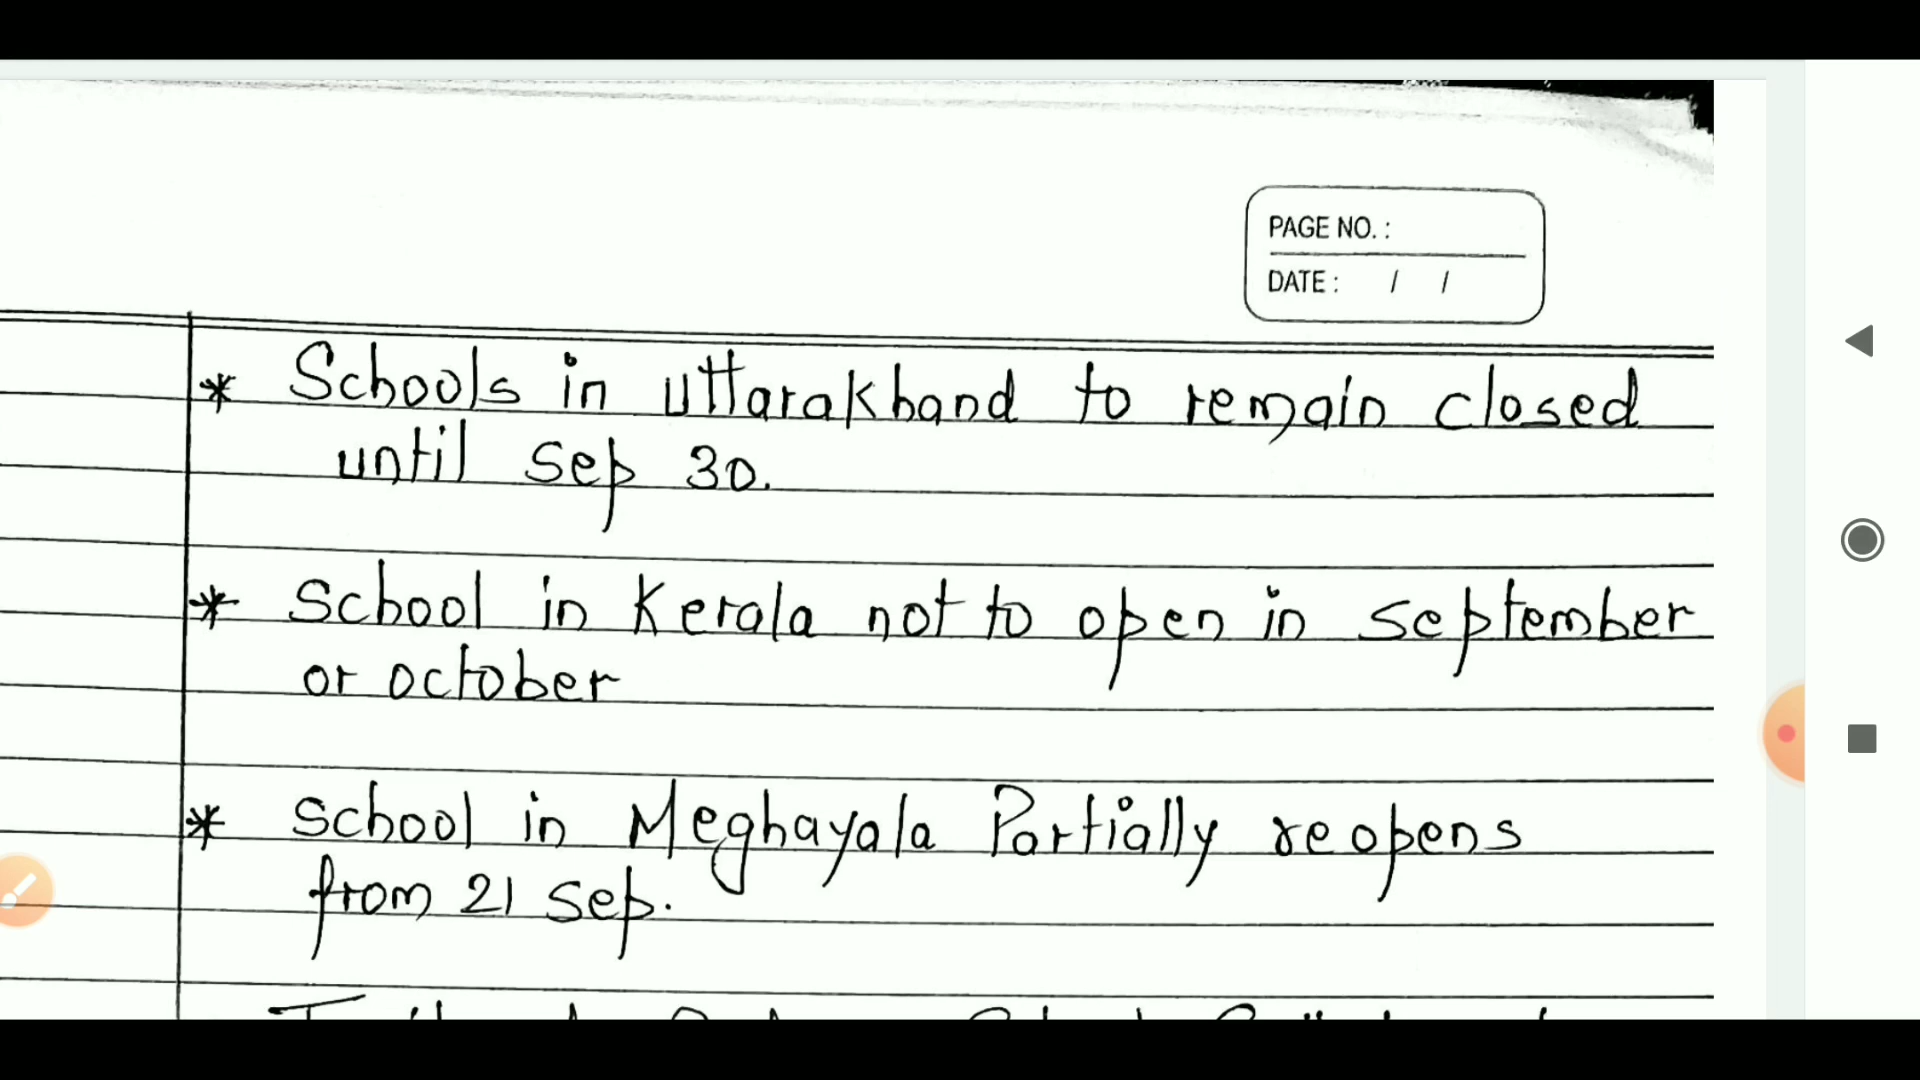 PAGE NO. :
DATE : / /
* Schools in Uttarakhand to remain closed
until Sep 30.
* School in Kerala not to open in September
or October
* School in Meghayala Partially reopens
from 21 Sep.